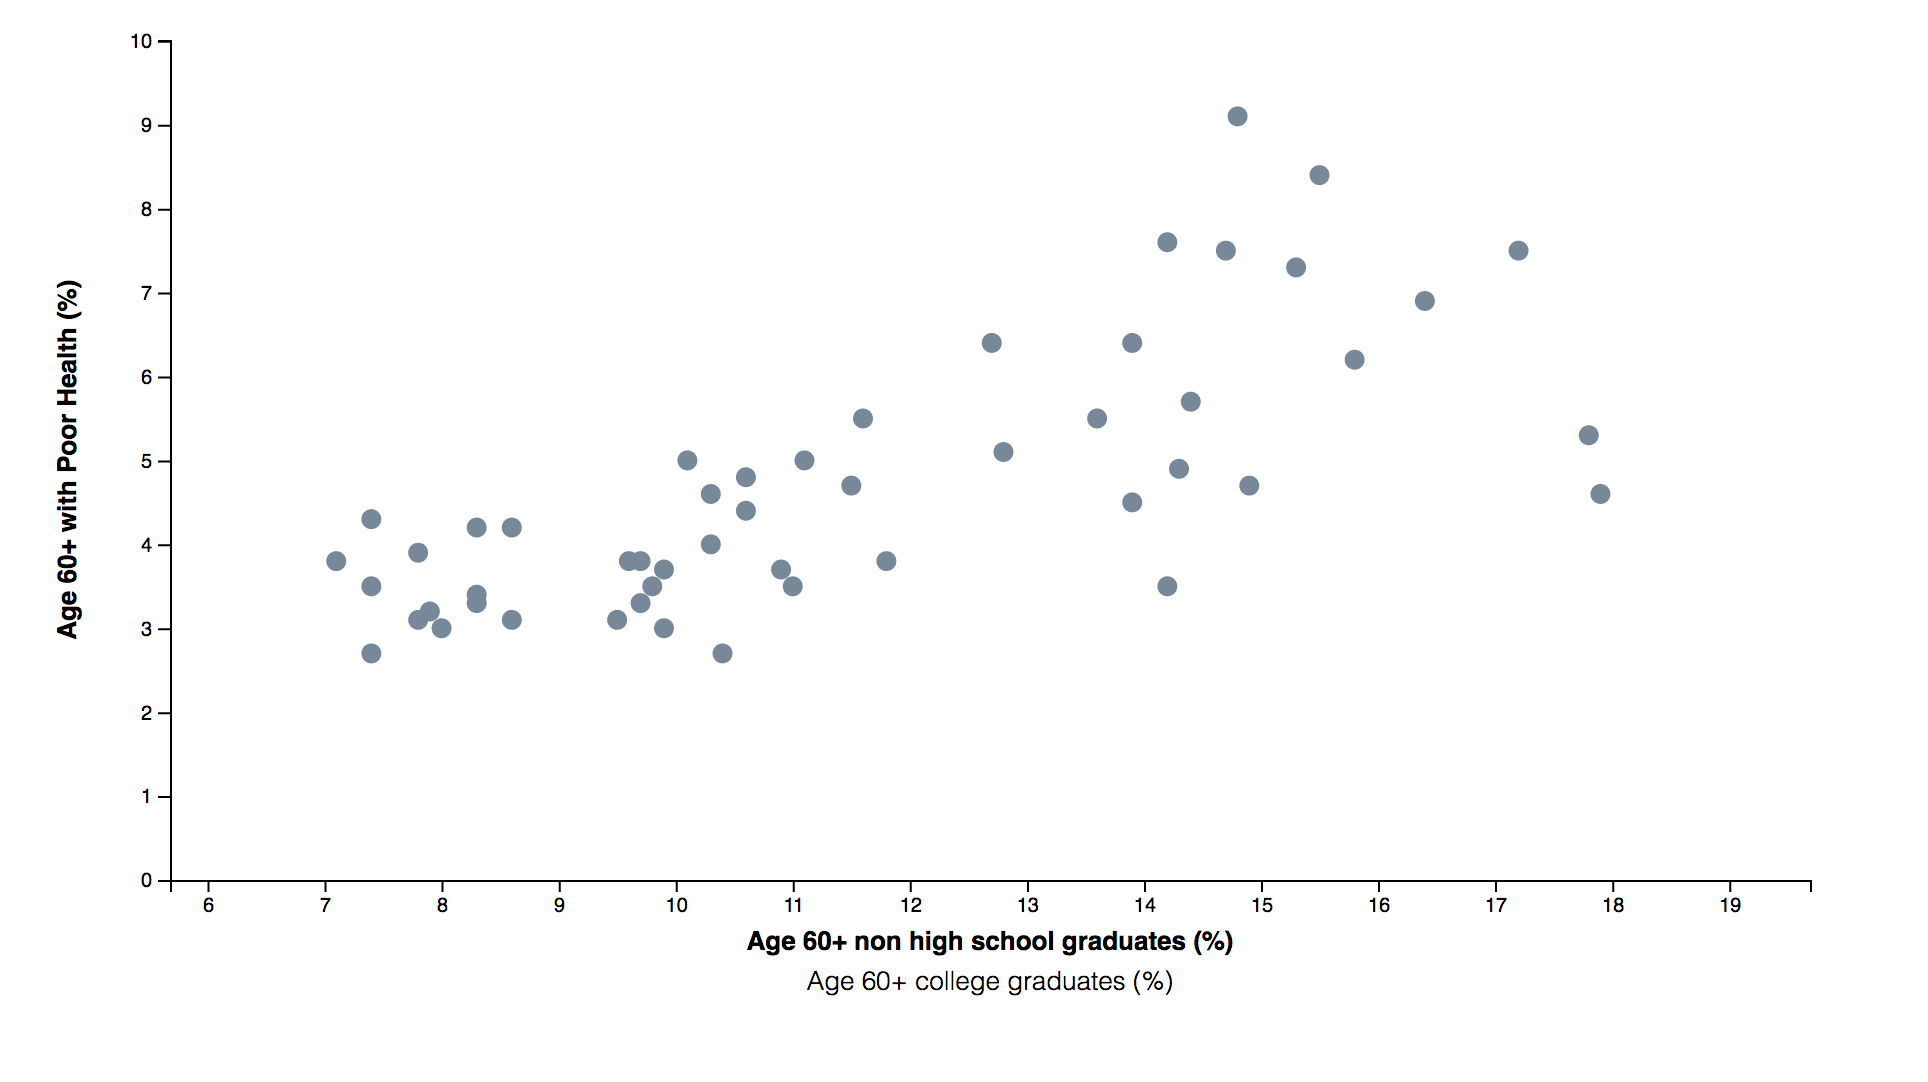 10
9
8
7
6
5
4
3
2
1
0
Age 60+ with Poor Health (%)
6 7 8 9 10 11 12 13 14 15 16 17 18 19
Age 60+ non high school graduates (%)
Age 60+ college graduates (%)